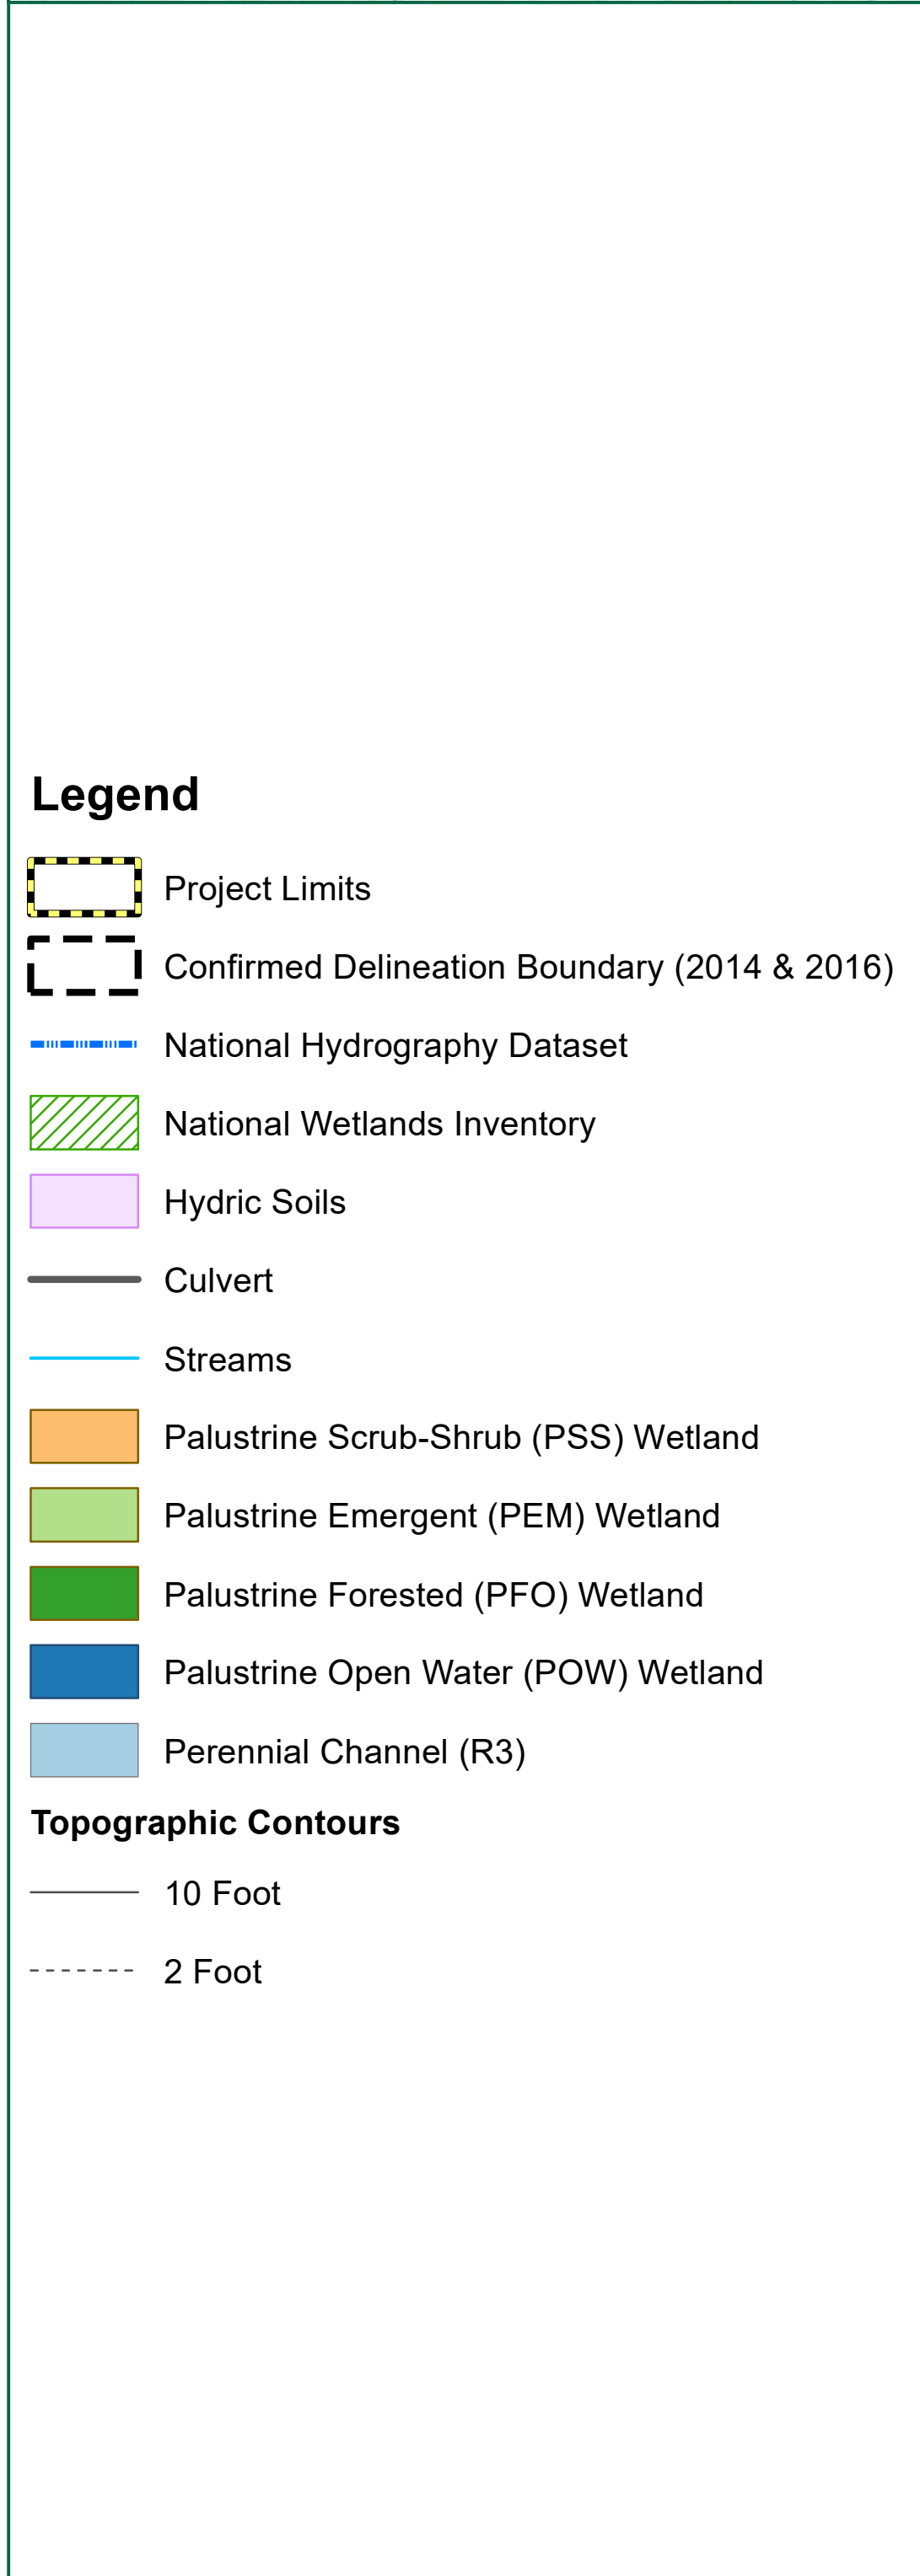 Legend
Project Limits
Confirmed Delineation Boundary (2014 & 2016)
National Hydrography Dataset
National Wetlands Inventory
Hydric Soils
Culvert
Streams
Palustrine Scrub-Shrub (PSS) Wetland
Palustrine Emergent (PEM) Wetland
Palustrine Forested (PFO) Wetland
Palustrine Open Water (POW) Wetland
Perennial Channel (R3)
Topographic Contours
10 Foot
2 Foot